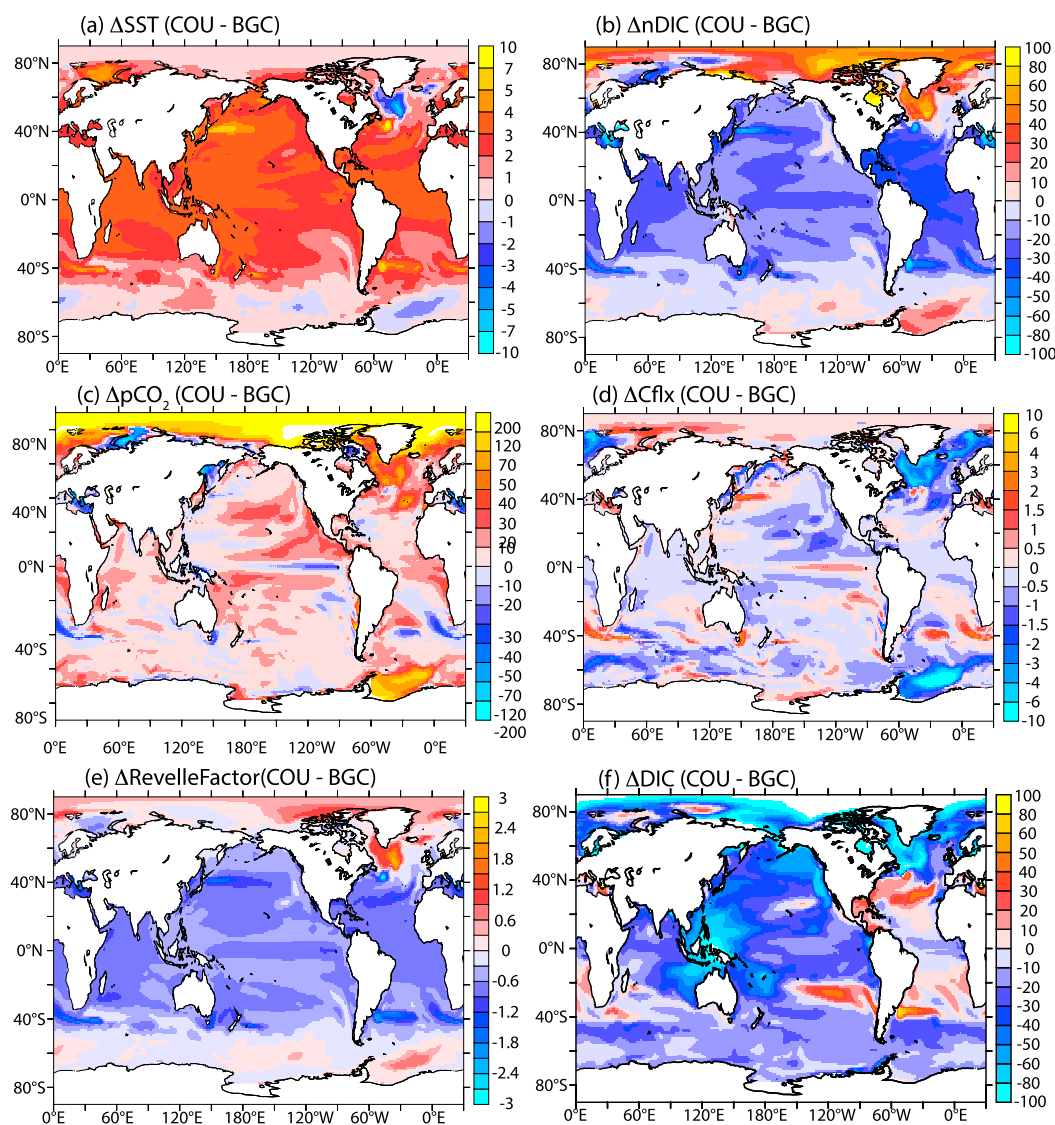 (a) ΔSST (COU - BGC)
80°N
40°N
0°N
40°S
80°S
0°E 60°E 120°E 180°W 120°W 60°W 0°E
10
7
5
4
3
2
1
0
-1
-2
-3
-4
-5
-7
-10
(b) ΔnDIC (COU - BGC)
80°N
40°N
0°N
40°S
80°S
0°E 60°E 120°E 180°W 120°W 60°W 0°E
100
80
60
50
40
30
20
10
0
-10
-20
-30
-40
-50
-60
-80
-100
(c) ΔpCO2 (COU - BGC)
80°N
40°N
0°N
40°S
80°S
0°E 60°E 120°E 180°W 120°W 60°W 0°E
200
120
70
50
40
30
20
10
0
-10
-20
-30
-40
-50
-70
-120
-200
(d) ΔCflx (COU - BGC)
80°N
40°N
0°N
40°S
80°S
0°E 60°E 120°E 180°W 120°W 60°W 0°E
10
6
4
3
2
1.5
1
0.5
0
-0.5
-1
-1.5
-2
-3
-4
-6
-10
(e) ΔRevelleFactor(COU - BGC)
80°N
40°N
0°N
40°S
80°S
0°E 60°E 120°E 180°W 120°W 60°W 0°E
3
2.4
1.8
1.2
0.6
0
-0.6
-1.2
-1.8
-2.4
-3
(f) ΔDIC (COU - BGC)
80°N
40°N
0°N
40°S
80°S
0°E 60°E 120°E 180°W 120°W 60°W 0°E
100
80
60
50
40
30
20
10
0
-10
-20
-30
-40
-50
-60
-80
-100